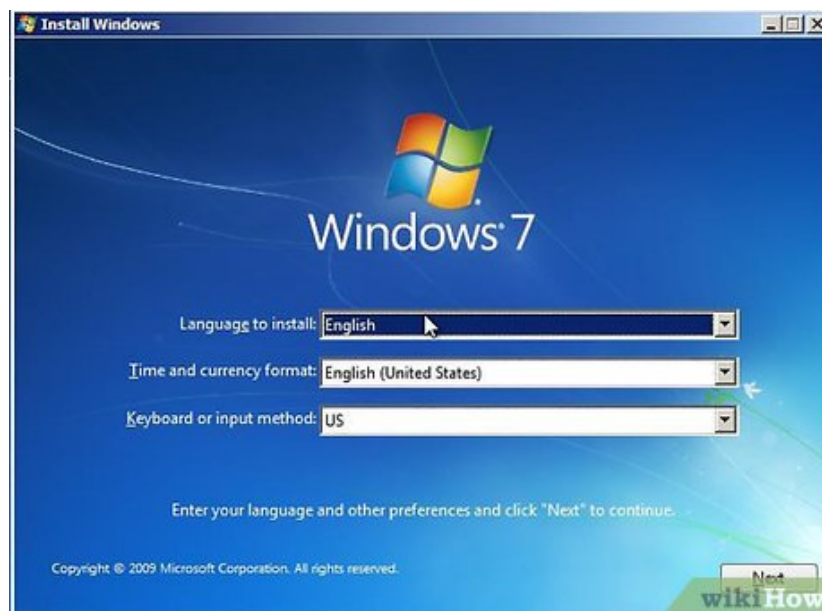 Install Windows
Windows® 7
Language to install: English
Time and currency format: English (United States)
Keyboard or input method: US
Enter your language and other preferences and click "Next" to continue.
Copyright © 2009 Microsoft Corporation. All rights reserved.
Next
wikiHow